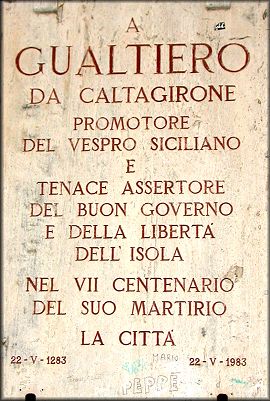 A
GUALTIERO
DA CALTAGIRONE
PROMOTORE
DEL VESPRO SICILIANO
E
TENACE ASSERTORE
DEL BUON GOVERNO
E DELLA LIBERTÀ
DELL'ISOLA
NEL VII CENTENARIO
DEL SUO MARTIRIO
LA CITTÀ
22-V-1283 22-V-1983
MARIO
PEPPE